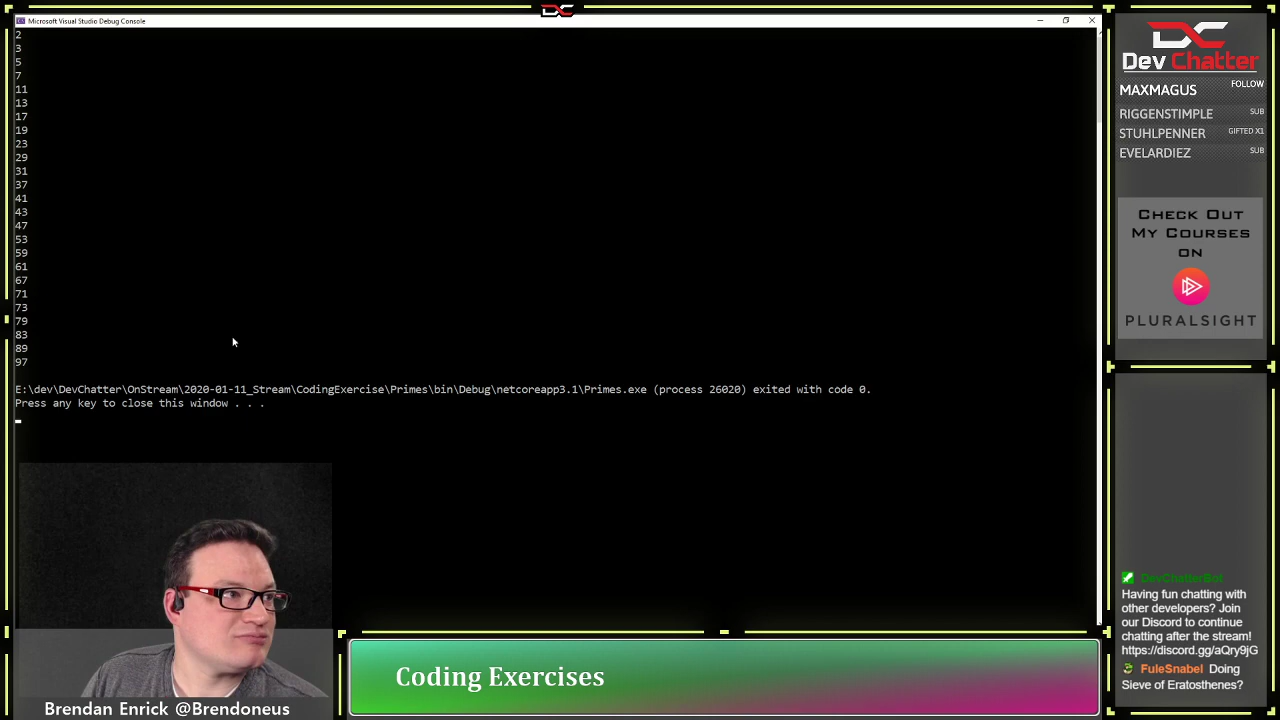 Microsoft Visual Studio Debug Console
2
3
5
7
11
13
17
19
23
29
31
37
41
43
47
53
59
61
67
71
73
79
83
89
97
E:\dev\DevChatter\OnStream\2020-01-11_Stream\CodingExercise\Primes\bin\Debug\netcoreapp3.1\Primes.exe (process 26020) exited with code 0.
Press any key to close this window . . .
DC
Dev Chatter
MAXMAGUS FOLLOW
RIGGENSTIMPLE SUB
STUHLPENNER GIFTED X1
EVELARDIEZ SUB
CHECK OUT
MY COURSES
ON
PLURALSIGHT
DevChatterBot
Having fun chatting with
other developers? Join
our Discord to continue
chatting after the stream!
https://discord.gg/aQry9jG
FuleSnabel Doing
Sieve of Eratosthenes?
Coding Exercises
Brendan Enrick @Brendoneus